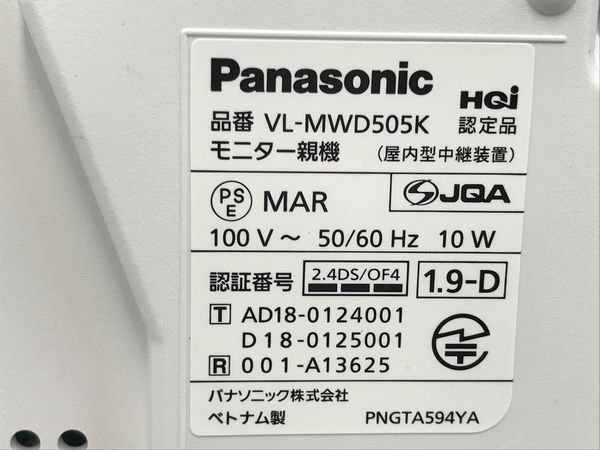 Panasonic
HQi
品番 VL-MWD505K 認定品
モニター親機 (屋内型中継装置)
PS E MAR JQA
100 V～ 50/60 Hz 10 W
認証番号 2.4DS/OF4 1.9-D
T AD18-0124001
D18-0125001
R 001-A13625
パナソニック株式会社
ベトナム製 PNGTA594YA